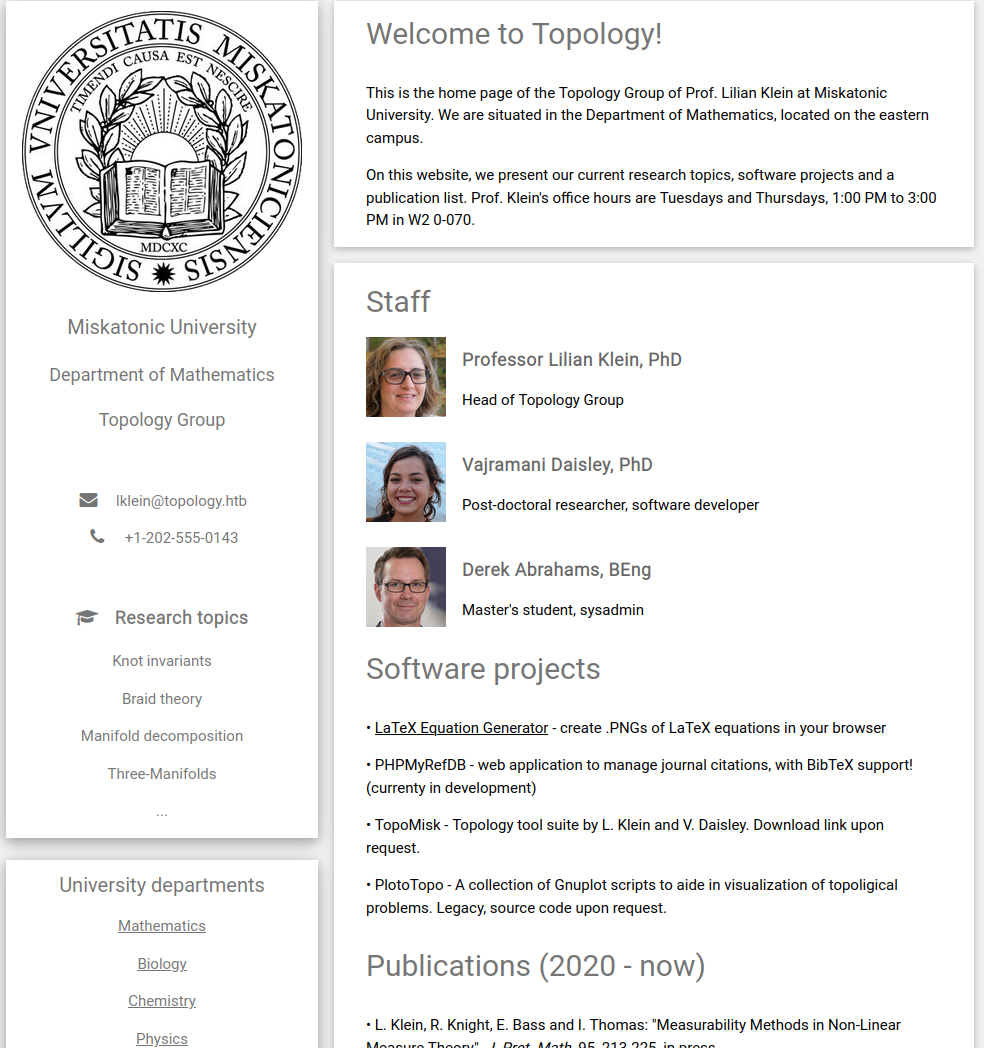 SIGILLVM VNIVERSITATIS MISKATONICIENSIS
TIMENDI CAUSA EST NESCIRE
MDCXC
Miskatonic University
Department of Mathematics
Topology Group
lklein@topology.htb
+1-202-555-0143
Research topics
Knot invariants
Braid theory
Manifold decomposition
Three-Manifolds
...
University departments
Mathematics
Biology
Chemistry
Physics
Welcome to Topology!
This is the home page of the Topology Group of Prof. Lilian Klein at Miskatonic
University. We are situated in the Department of Mathematics, located on the eastern
campus.
On this website, we present our current research topics, software projects and a
publication list. Prof. Klein's office hours are Tuesdays and Thursdays, 1:00 PM to 3:00
PM in W2 0-070.
Staff
Professor Lilian Klein, PhD
Head of Topology Group
Vajramani Daisley, PhD
Post-doctoral researcher, software developer
Derek Abrahams, BEng
Master's student, sysadmin
Software projects
• LaTeX Equation Generator - create .PNGs of LaTeX equations in your browser
• PHPMyRefDB - web application to manage journal citations, with BibTeX support!
(currenty in development)
• TopoMisk - Topology tool suite by L. Klein and V. Daisley. Download link upon
request.
• PlotoTopo - A collection of Gnuplot scripts to aide in visualization of topoligical
problems. Legacy, source code upon request.
Publications (2020 - now)
• L. Klein, R. Knight, E. Bass and I. Thomas: "Measurability Methods in Non-Linear
Measure Theory". J. Pret. Math. 95, 213-225, in press